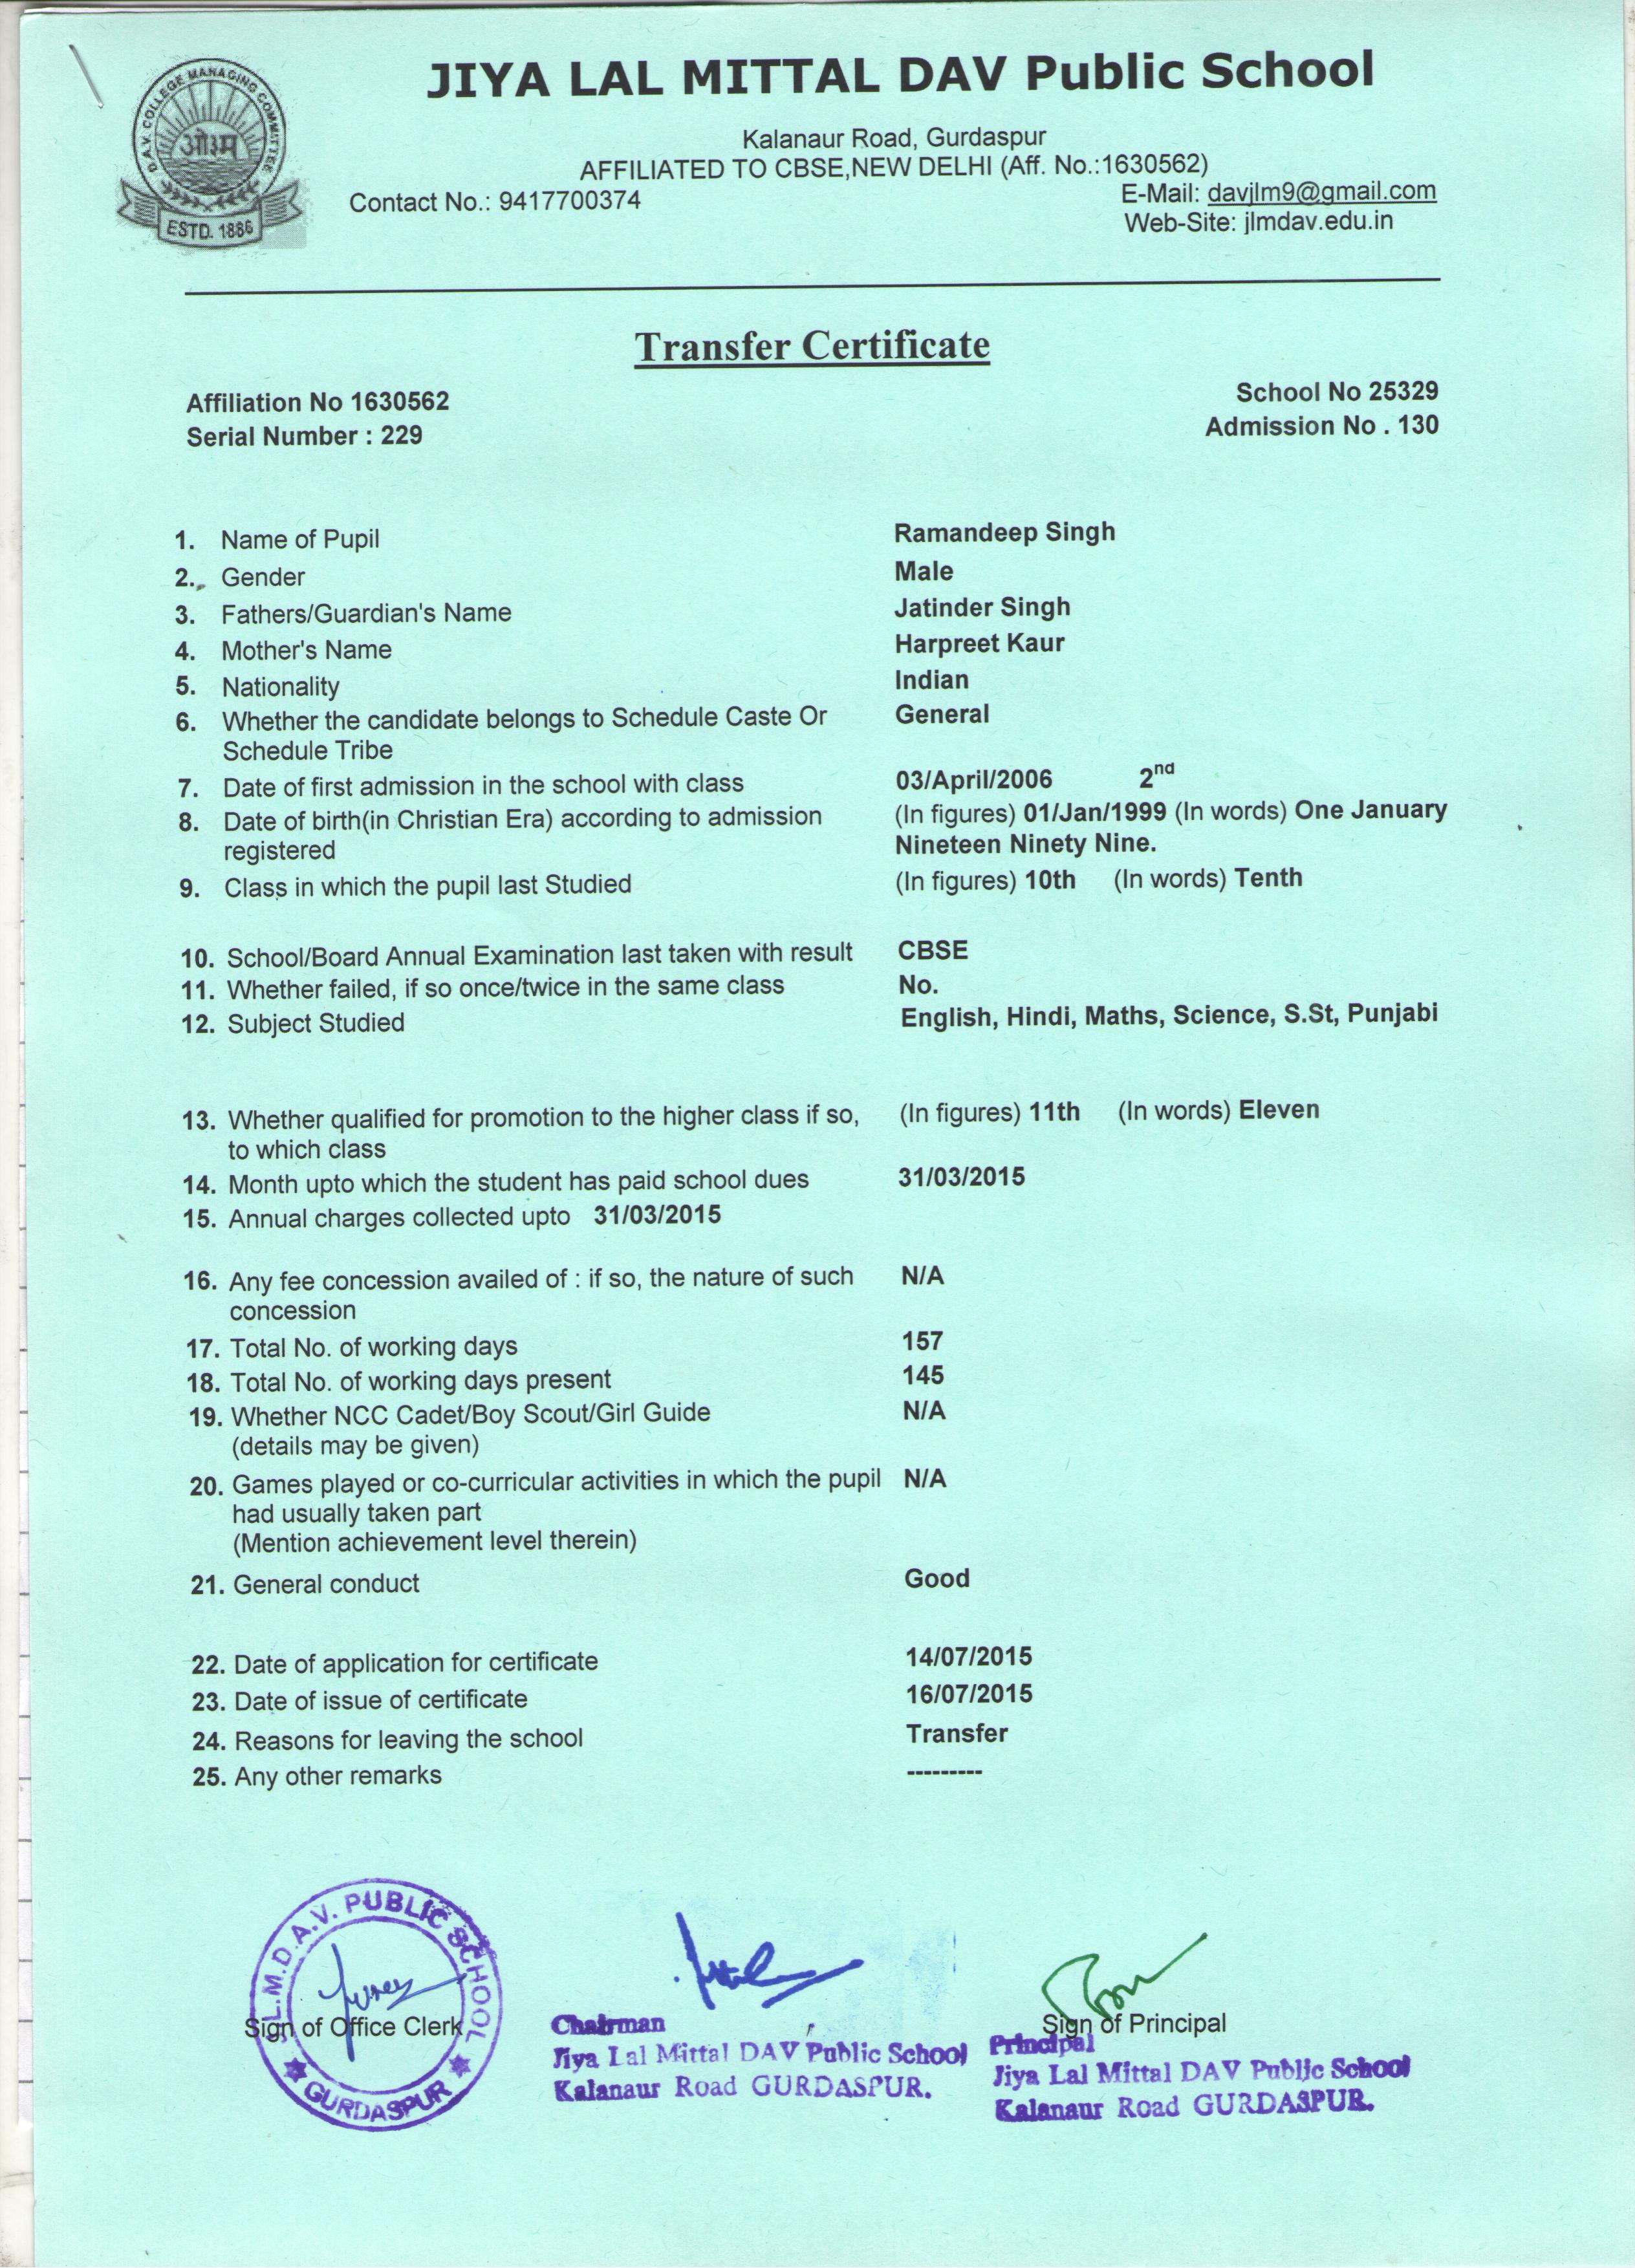 D.A.V. COLLEGE MANAGING COMMITTEE
ओ३म्
ESTD. 1886
JIYA LAL MITTAL DAV Public School
Kalanaur Road, Gurdaspur
AFFILIATED TO CBSE,NEW DELHI (Aff. No.:1630562)
Contact No.: 9417700374
E-Mail: davjlm9@gmail.com
Web-Site: jlmdav.edu.in
Transfer Certificate
Affiliation No 1630562 School No 25329
Serial Number : 229 Admission No . 130
1. Name of Pupil Ramandeep Singh
2. Gender Male
3. Fathers/Guardian's Name Jatinder Singh
4. Mother's Name Harpreet Kaur
5. Nationality Indian
6. Whether the candidate belongs to Schedule Caste Or General
Schedule Tribe
7. Date of first admission in the school with class 03/April/2006 2nd
8. Date of birth(in Christian Era) according to admission (In figures) 01/Jan/1999 (In words) One January
registered Nineteen Ninety Nine.
9. Class in which the pupil last Studied (In figures) 10th (In words) Tenth
10. School/Board Annual Examination last taken with result CBSE
11. Whether failed, if so once/twice in the same class No.
12. Subject Studied English, Hindi, Maths, Science, S.St, Punjabi
13. Whether qualified for promotion to the higher class if so, (In figures) 11th (In words) Eleven
to which class
14. Month upto which the student has paid school dues 31/03/2015
15. Annual charges collected upto 31/03/2015
16. Any fee concession availed of : if so, the nature of such N/A
concession
17. Total No. of working days 157
18. Total No. of working days present 145
19. Whether NCC Cadet/Boy Scout/Girl Guide N/A
(details may be given)
20. Games played or co-curricular activities in which the pupil N/A
had usually taken part
(Mention achievement level therein)
21. General conduct Good
22. Date of application for certificate 14/07/2015
23. Date of issue of certificate 16/07/2015
24. Reasons for leaving the school Transfer
25. Any other remarks ---------
J.L.M.D.A.V. PUBLIC SCHOOL
GURDASPUR
Sign of Office Clerk
Chairman
Jiya Lal Mittal DAV Public School
Kalanaur Road GURDASPUR.
Sign of Principal
Principal
Jiya Lal Mittal DAV Public School
Kalanaur Road GURDASPUR.